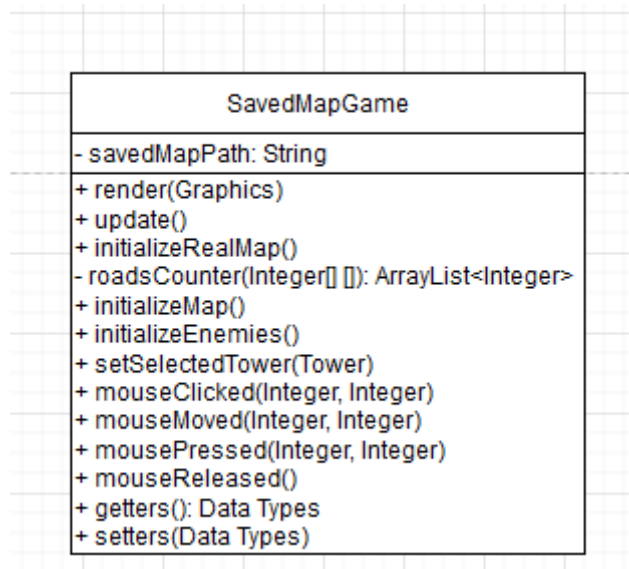 SavedMapGame
- savedMapPath: String
+ render(Graphics)
+ update()
+ initializeRealMap()
- roadsCounter(Integer[] []): ArrayList<Integer>
+ initializeMap()
+ initializeEnemies()
+ setSelectedTower(Tower)
+ mouseClicked(Integer, Integer)
+ mouseMoved(Integer, Integer)
+ mousePressed(Integer, Integer)
+ mouseReleased()
+ getters(): Data Types
+ setters(Data Types)